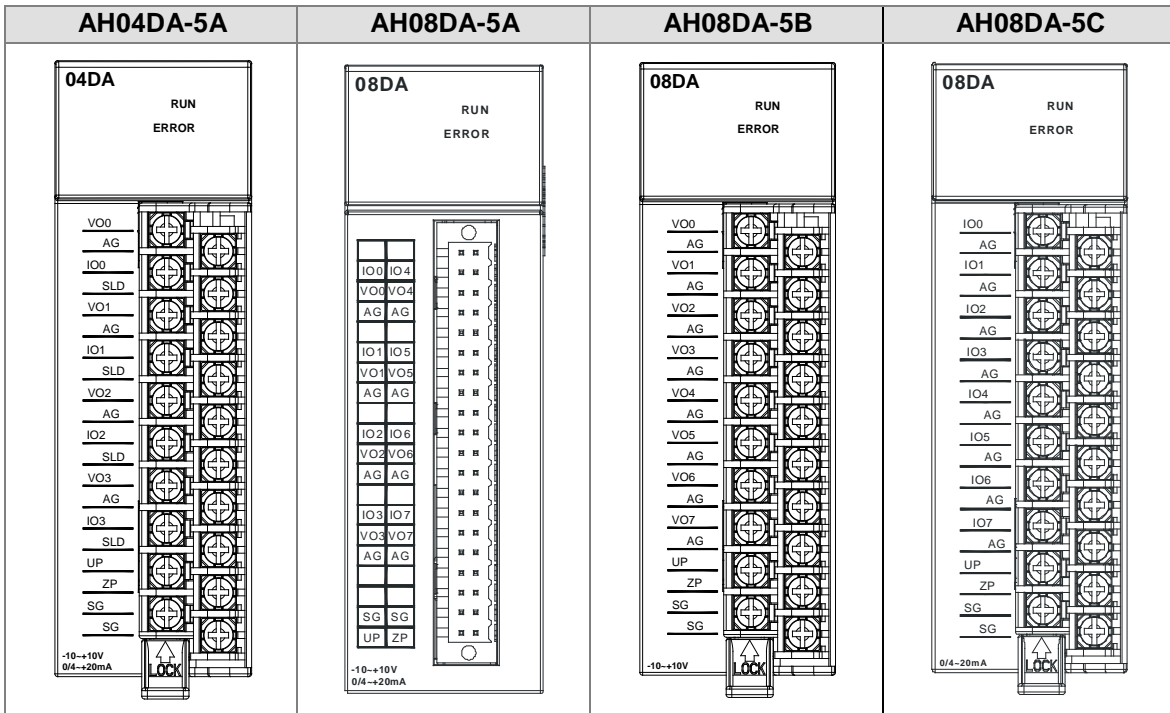 AH04DA-5A
AH08DA-5A
AH08DA-5B
AH08DA-5C
04DA
RUN
ERROR
VO0
AG
IO0
SLD
VO1
AG
IO1
SLD
VO2
AG
IO2
SLD
VO3
AG
IO3
SLD
UP
ZP
SG
SG
-10~+10V
0/4~+20mA
LOCK
08DA
RUN
ERROR
IO0 IO4
VO0 VO4
AG AG
IO1 IO5
VO1 VO5
AG AG
IO2 IO6
VO2 VO6
AG AG
IO3 IO7
VO3 VO7
AG AG
SG SG
UP ZP
-10~+10V
0/4~+20mA
08DA
RUN
ERROR
VO0
AG
VO1
AG
VO2
AG
VO3
AG
VO4
AG
VO5
AG
VO6
AG
VO7
AG
UP
ZP
SG
SG
-10~+10V
LOCK
08DA
RUN
ERROR
IO0
AG
IO1
AG
IO2
AG
IO3
AG
IO4
AG
IO5
AG
IO6
AG
IO7
AG
UP
ZP
SG
SG
0/4~20mA
LOCK